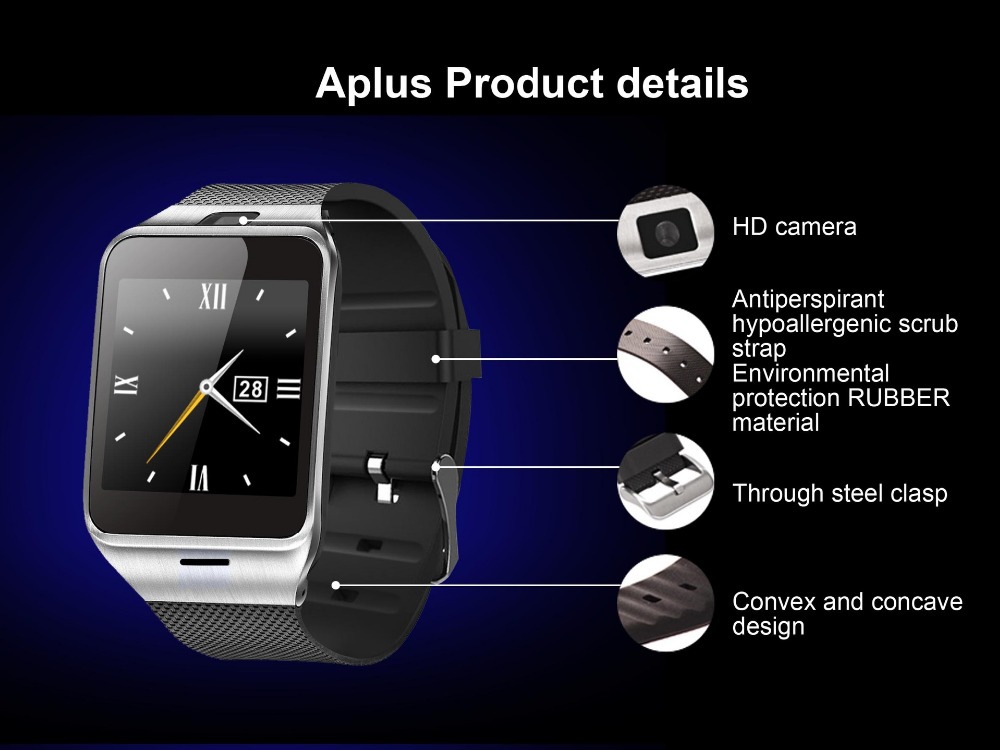 Aplus Product details
HD camera
Antiperspirant
hypoallergenic scrub
strap
Environmental
protection RUBBER
material
Through steel clasp
Convex and concave
design
XII
IX
28
VI